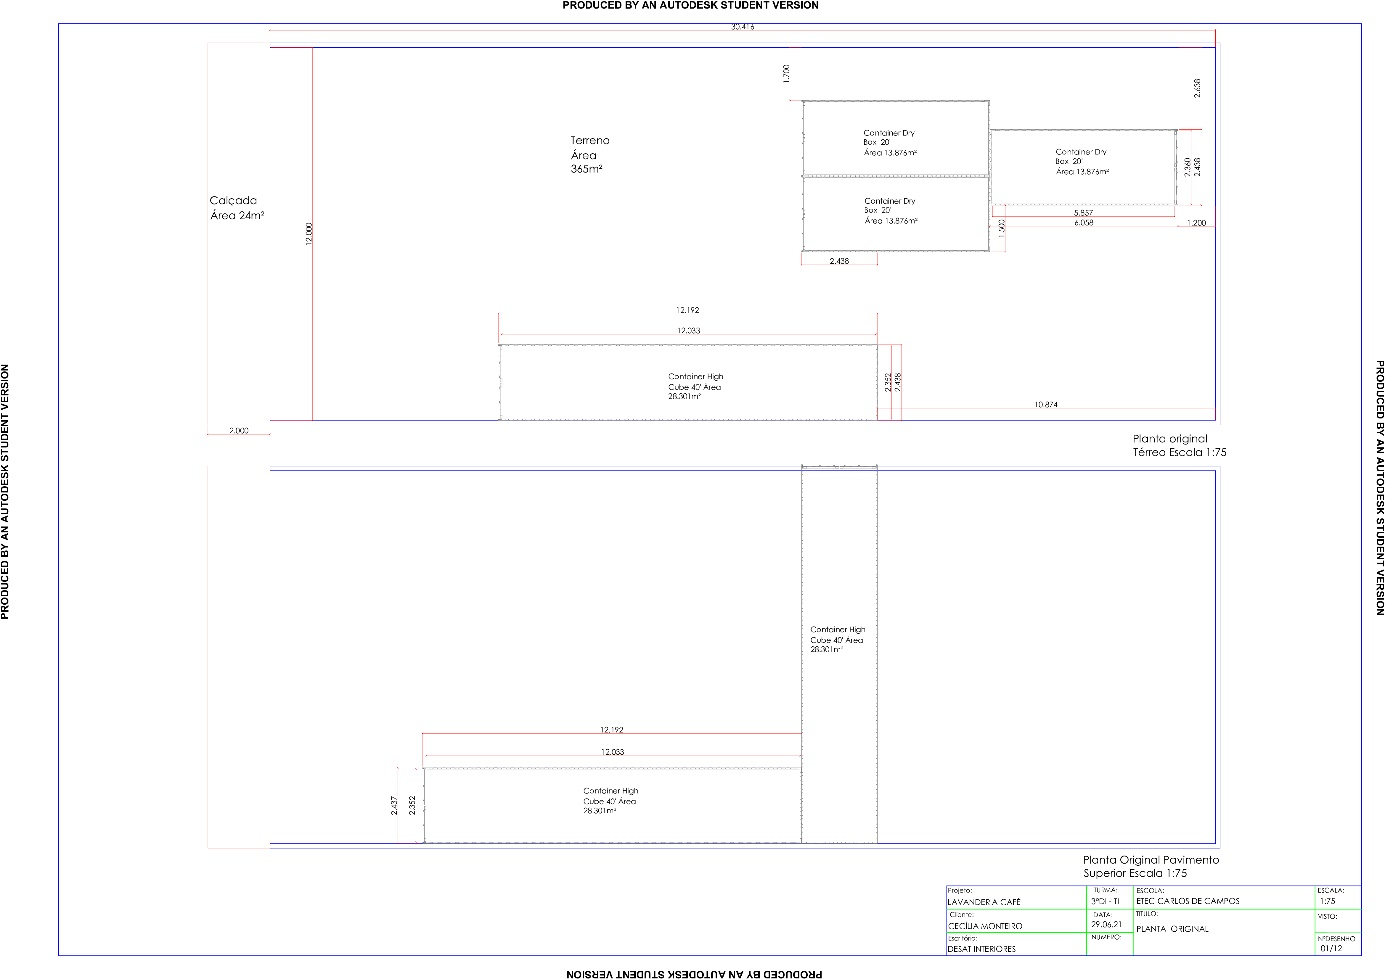 PRODUCED BY AN AUTODESK STUDENT VERSION
30.416
1.700
2.638
Terreno
Área
365m²
Container Dry
Box 20'
Área 13.876m²
Container Dry
Box 20'
Área 13.876m²
2.360
2.438
Calçada
Área 24m²
12.000
Container Dry
Box 20'
Área 13.876m²
5.857
6.058
1.200
1.500
2.438
12.192
12.033
Container High
Cube 40' Área
28.301m²
2.352
2.438
10.874
2.000
Planta original
Térreo Escala 1:75
Container High
Cube 40' Área
28.301m²
12.192
12.033
2.437
2.352
Container High
Cube 40' Área
28.301m²
Planta Original Pavimento
Superior Escala 1:75
Projeto:
LAVANDERIA CAFÉ
TURMA:
3ºDI - TI
ESCOLA:
ETEC CARLOS DE CAMPOS
ESCALA:
1:75
Cliente:
CECÍLIA MONTEIRO
DATA:
29.06.21
TITULO:
PLANTA ORIGINAL
VISTO:
Escritório:
DESAT INTERIORES
NUMERO:
NºDESENHO
01/12
PRODUCED BY AN AUTODESK STUDENT VERSION
PRODUCED BY AN AUTODESK STUDENT VERSION
PRODUCED BY AN AUTODESK STUDENT VERSION